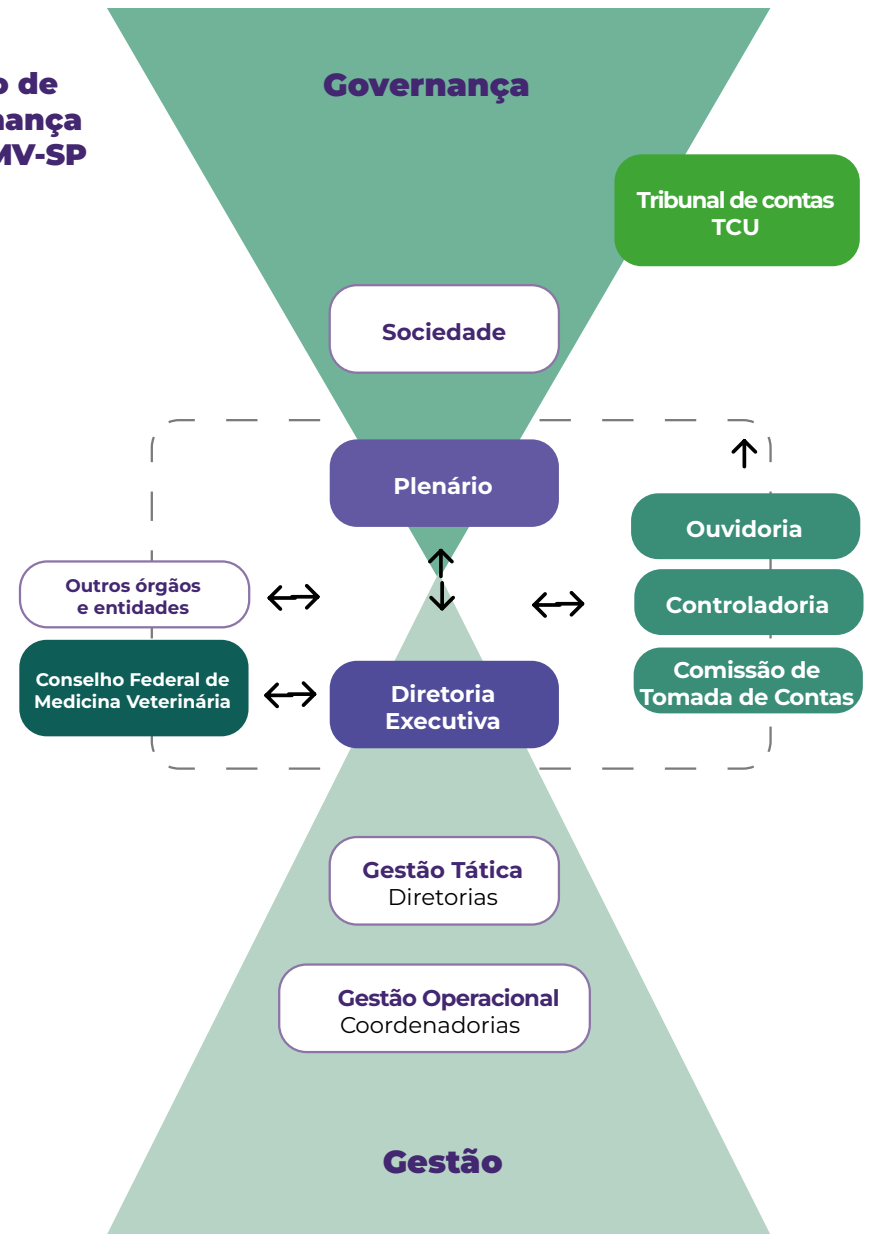 o de
nança
MV-SP
Governança
Tribunal de contas
TCU
Sociedade
Plenário
Ouvidoria
Outros órgãos
e entidades
Controladoria
Conselho Federal de
Medicina Veterinária
Diretoria
Executiva
Comissão de
Tomada de Contas
Gestão Tática
Diretorias
Gestão Operacional
Coordenadorias
Gestão